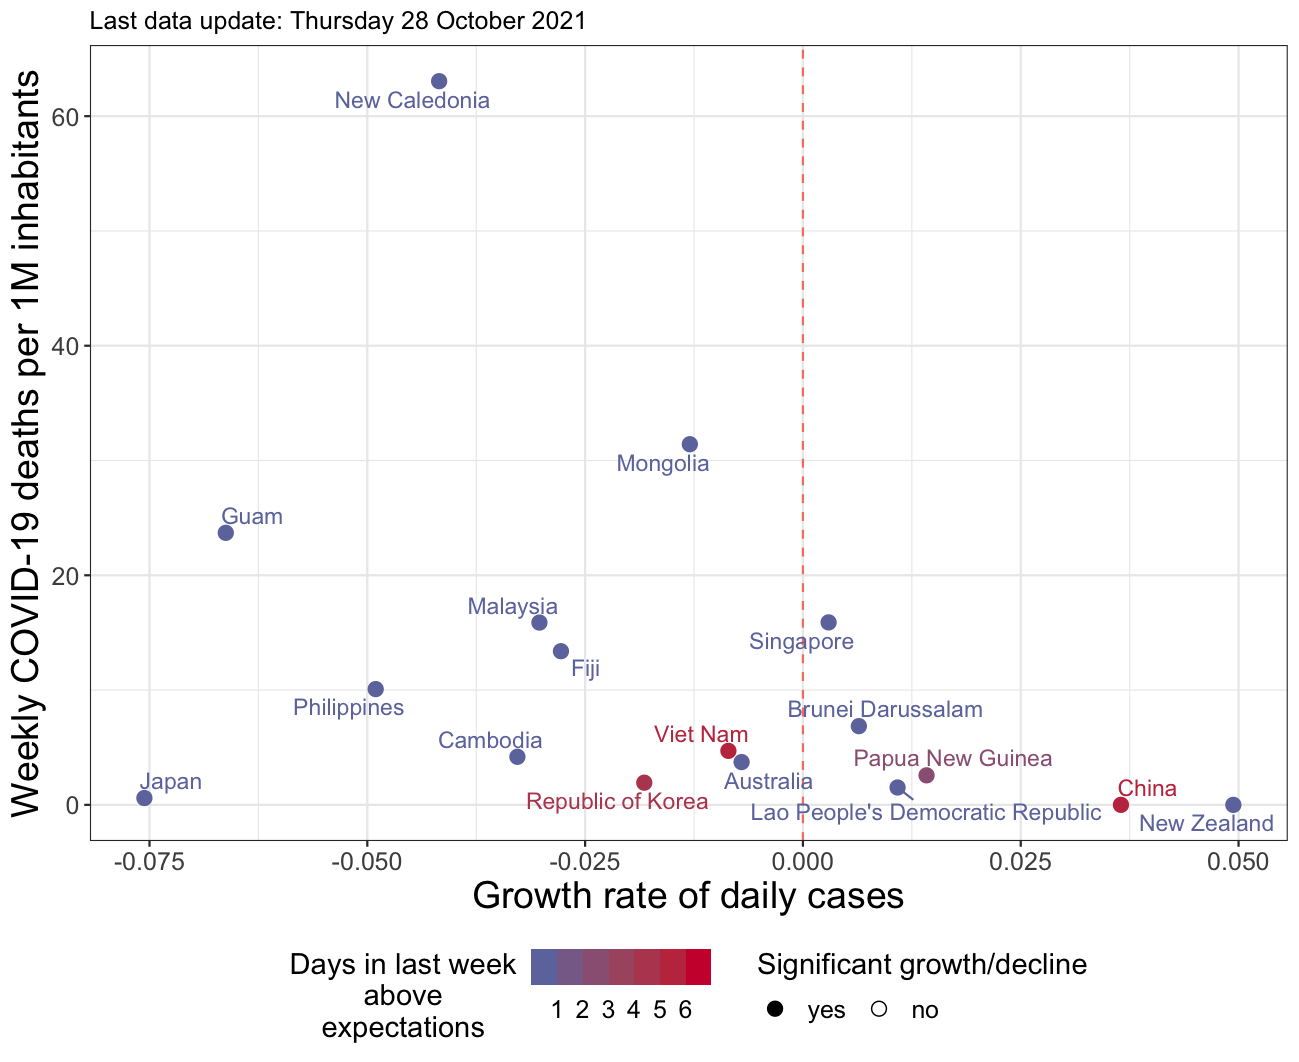 Last data update: Thursday 28 October 2021
Weekly COVID-19 deaths per 1M inhabitants
60
40
20
0
New Caledonia
Mongolia
Guam
Malaysia
Singapore
Fiji
Philippines
Brunei Darussalam
Viet Nam
Cambodia
Papua New Guinea
Japan
Australia
China
Republic of Korea
Lao People's Democratic Republic
New Zealand
-0.075
-0.050
-0.025
0.000
0.025
0.050
Growth rate of daily cases
Days in last week
above
expectations
1 2 3 4 5 6
Significant growth/decline
yes
no